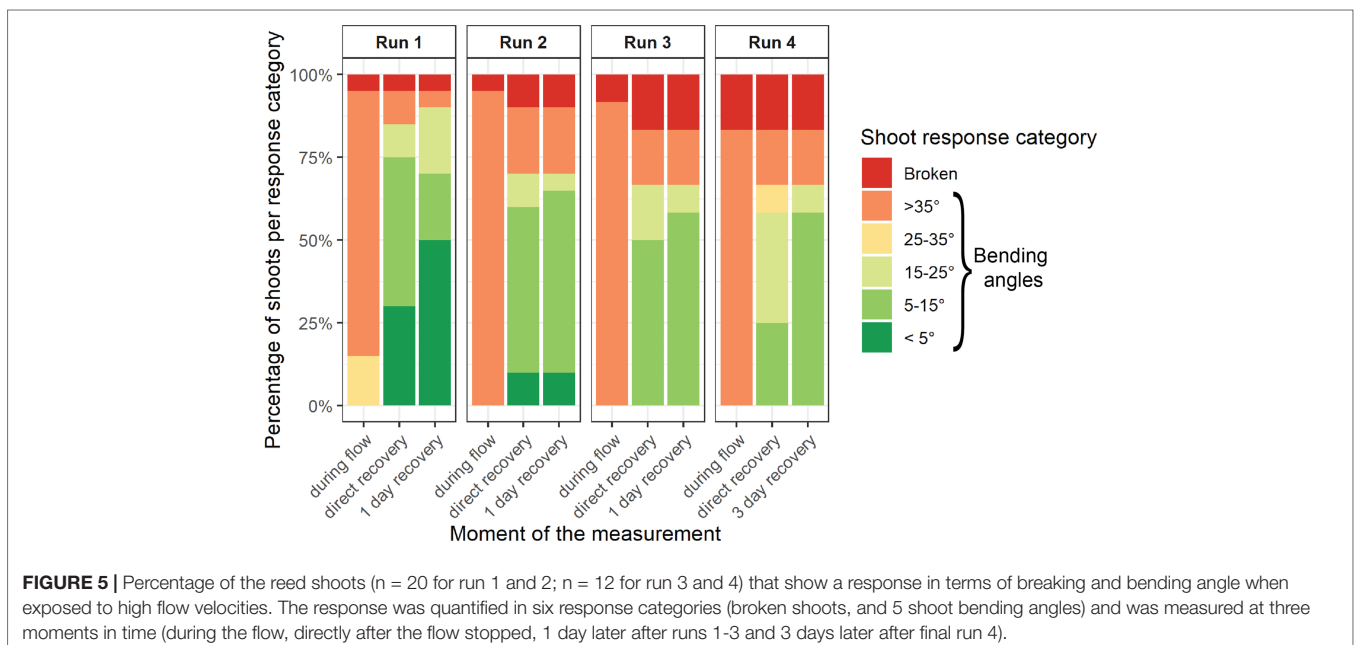 Run 1
Run 2
Run 3
Run 4
Percentage of shoots per response category
100%
75%
50%
25%
0%
during flow
direct recovery
1 day recovery
during flow
direct recovery
1 day recovery
during flow
direct recovery
1 day recovery
during flow
direct recovery
3 day recovery
Moment of the measurement
Shoot response category
Broken
>35°
25-35°
15-25°
5-15°
< 5°
Bending
angles
FIGURE 5 | Percentage of the reed shoots (n = 20 for run 1 and 2; n = 12 for run 3 and 4) that show a response in terms of breaking and bending angle when
exposed to high flow velocities. The response was quantified in six response categories (broken shoots, and 5 shoot bending angles) and was measured at three
moments in time (during the flow, directly after the flow stopped, 1 day later after runs 1-3 and 3 days later after final run 4).